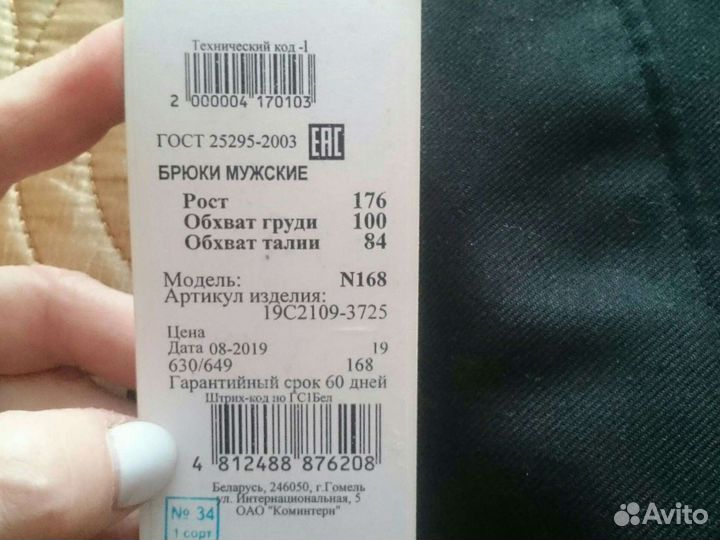 Технический код -1
2 000004 170103
ГОСТ 25295-2003 EAC
БРЮКИ МУЖСКИЕ
Рост 176
Обхват груди 100
Обхват талии 84
Модель: N168
Артикул изделия:
19С2109-3725
Цена
Дата 08-2019 19
630/649 168
Гарантийный срок 60 дней
Штрих-код по ГС1Бел
4 812488 876208
Беларусь, 246050, г.Гомель
ул. Интернациональная, 5
ОАО "Коминтерн"
№ 34
1 сорт
Avito